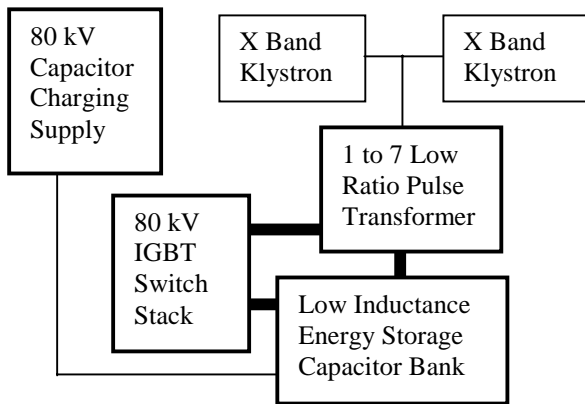 80 kV
Capacitor
Charging
Supply
X Band
Klystron
X Band
Klystron
1 to 7 Low
Ratio Pulse
Transformer
80 kV
IGBT
Switch
Stack
Low Inductance
Energy Storage
Capacitor Bank